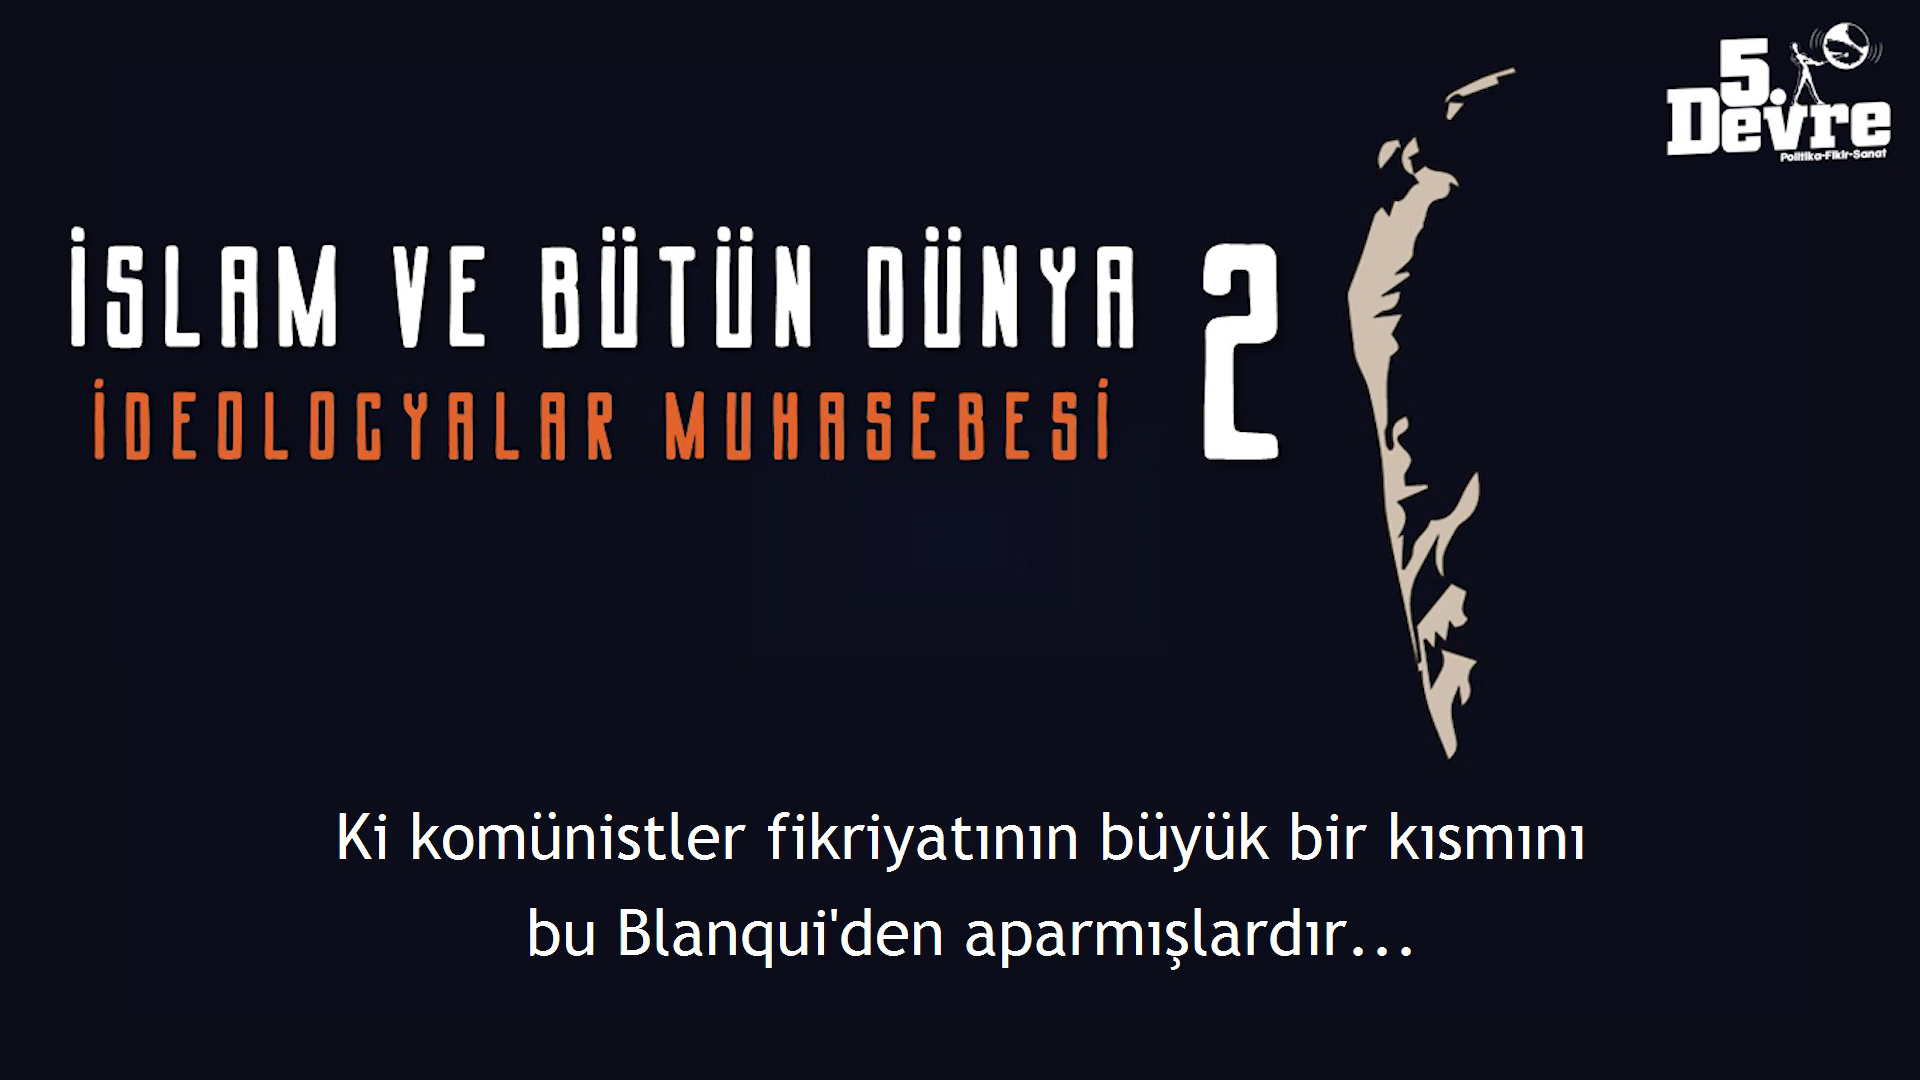 5.
Devre
Politika-Fikir-Sanat
İSLAM VE BÜTÜN DÜNYA 2
İDEOLOCYALAR MUHASEBESİ
Ki komünistler fikriyatının büyük bir kısmını
bu Blanqui'den aparmışlardır...